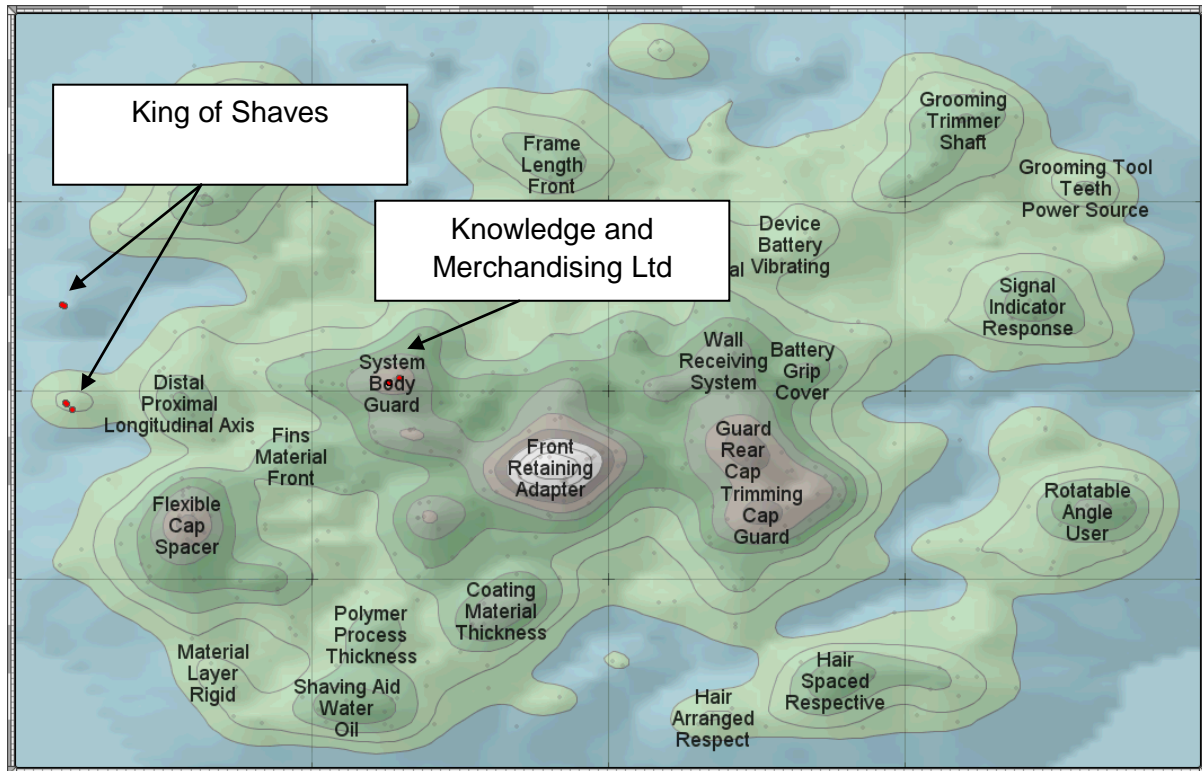 King of Shaves
Knowledge and
Merchandising Ltd
Frame
Length
Front
Grooming
Trimmer
Shaft
Grooming Tool
Teeth
Power Source
Device
Battery
Vibrating
al
Signal
Indicator
Response
System
Body
Guard
Wall
Receiving
System
Battery
Grip
Cover
Distal
Proximal
Longitudinal Axis
Fins
Material
Front
Front
Retaining
Adapter
Guard
Rear
Cap
Trimming
Cap
Guard
Flexible
Cap
Spacer
Rotatable
Angle
User
Coating
Material
Thickness
Polymer
Process
Thickness
Material
Layer
Rigid
Shaving Aid
Water
Oil
Hair
Spaced
Respective
Hair
Arranged
Respect